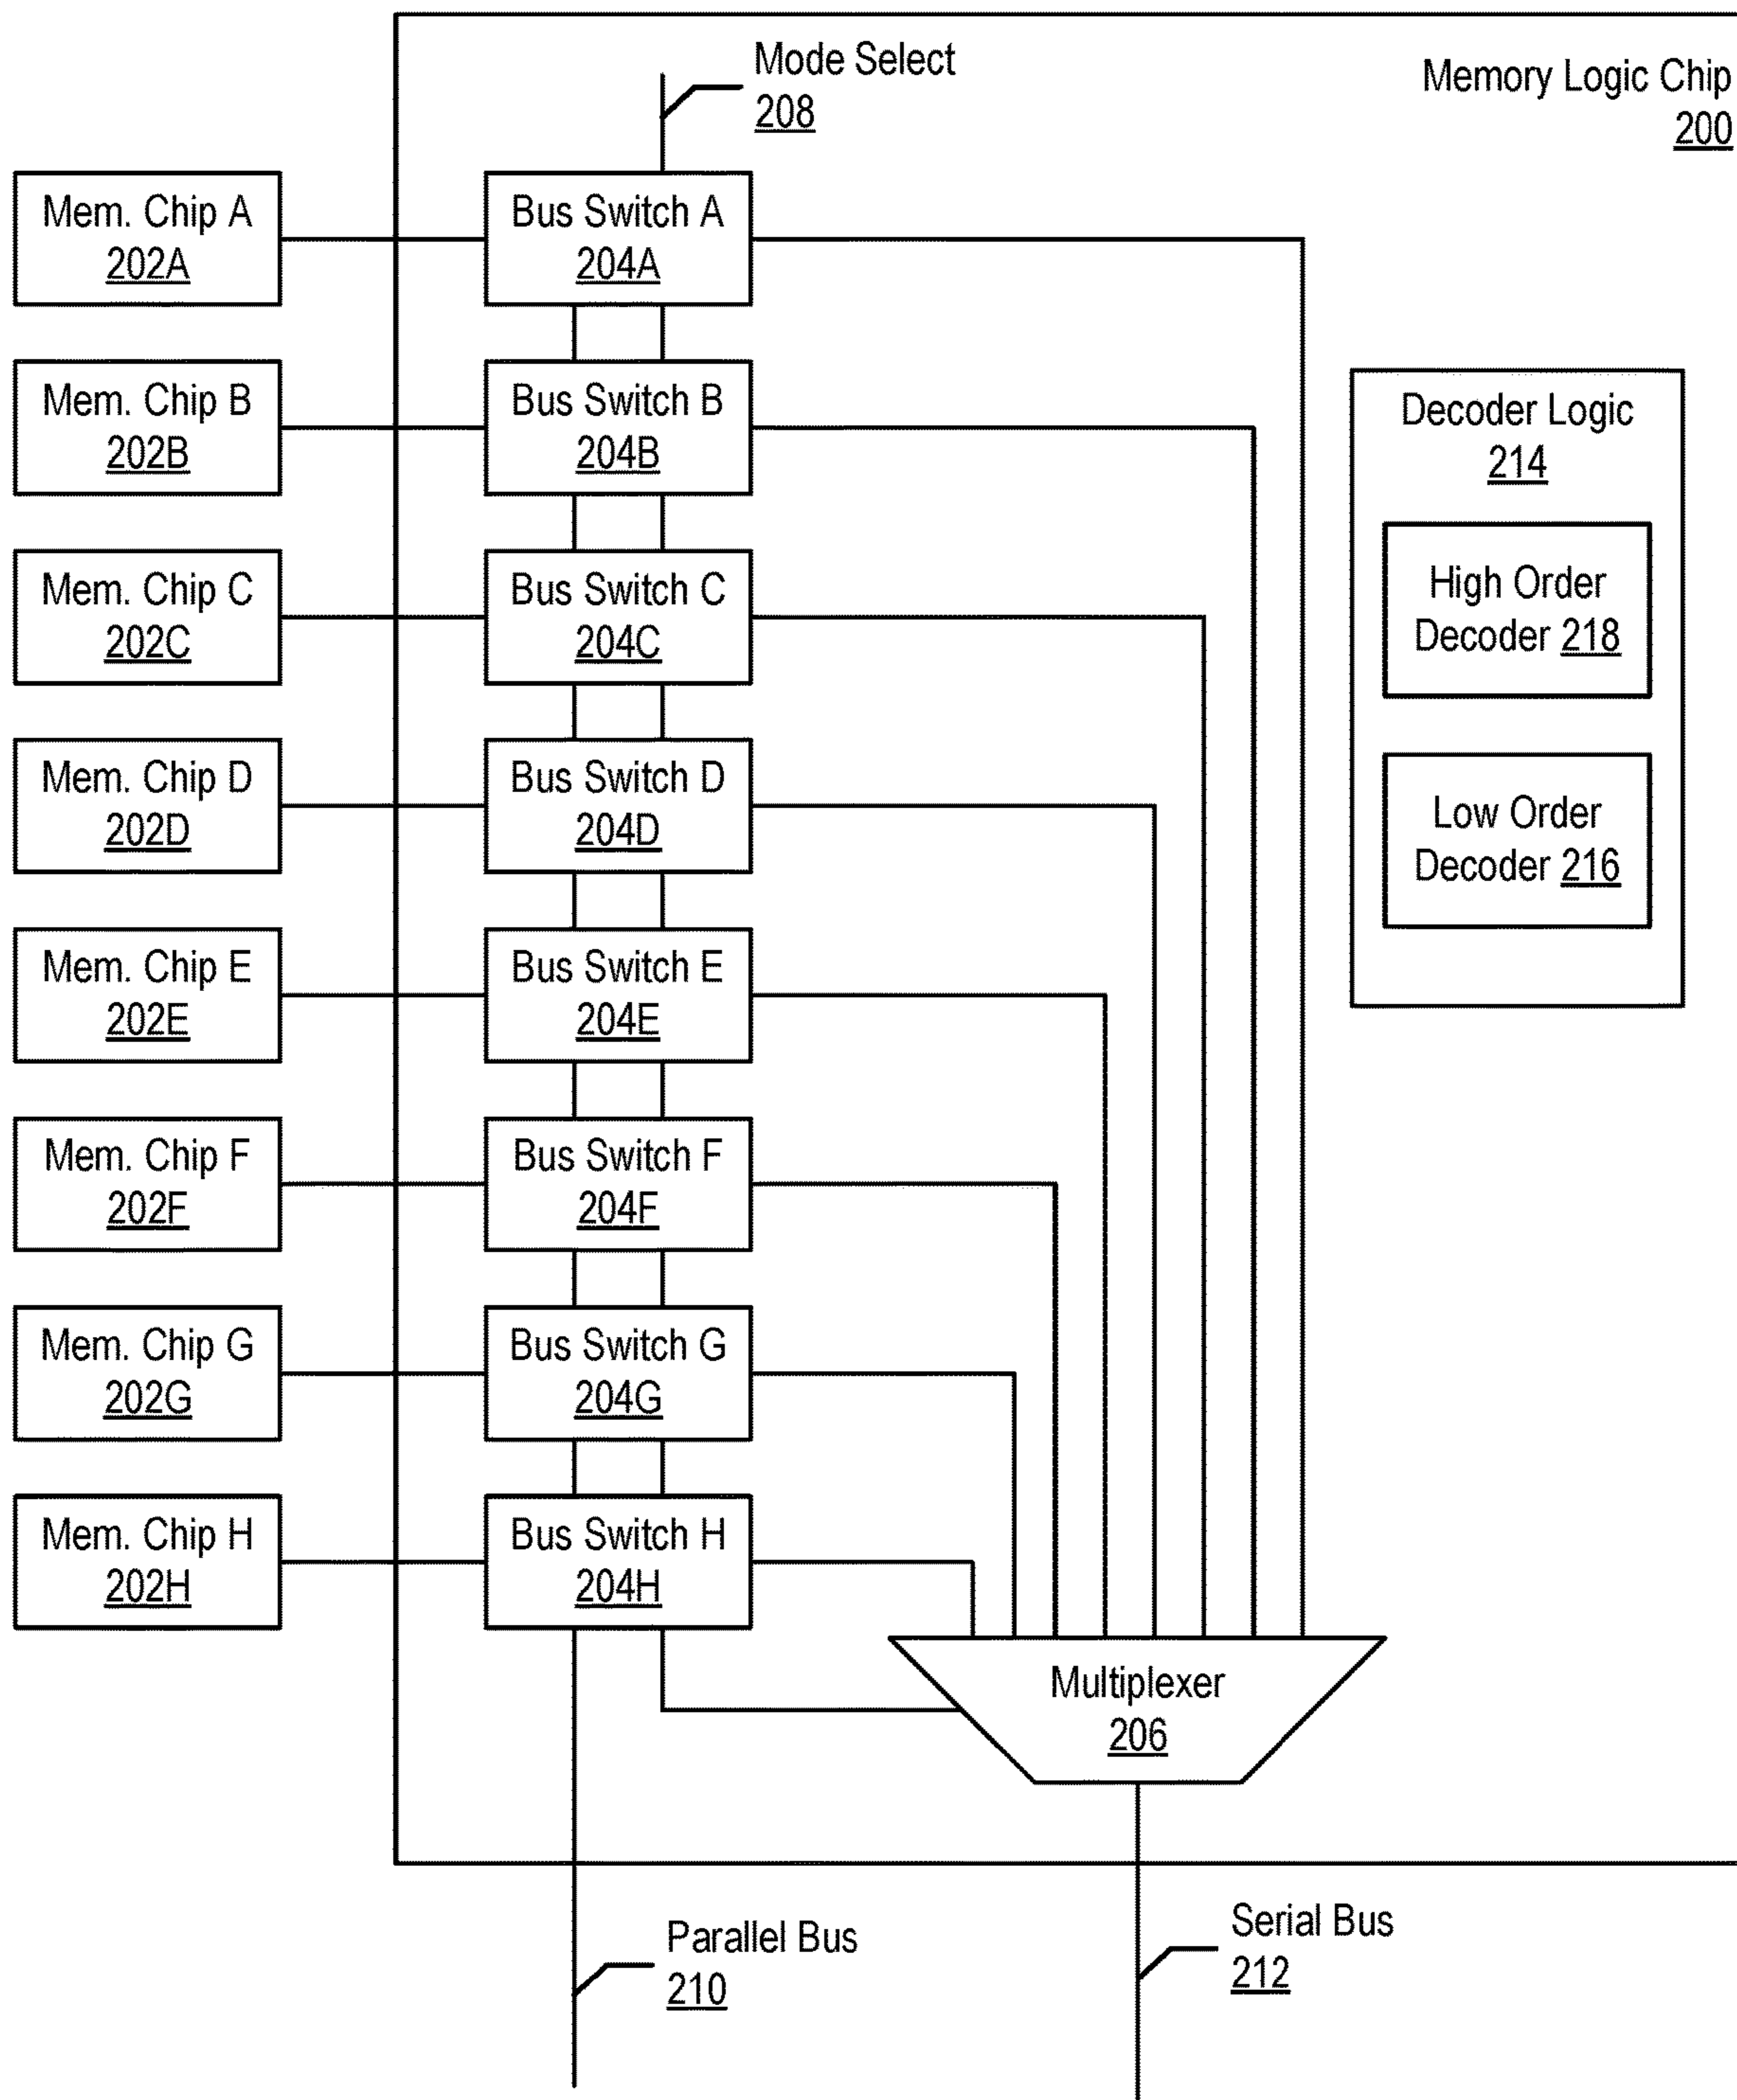 Mode Select
208
Memory Logic Chip
200
Mem. Chip A
202A
Bus Switch A
204A
Mem. Chip B
202B
Bus Switch B
204B
Decoder Logic
214
High Order
Decoder 218
Low Order
Decoder 216
Mem. Chip C
202C
Bus Switch C
204C
Mem. Chip D
202D
Bus Switch D
204D
Mem. Chip E
202E
Bus Switch E
204E
Mem. Chip F
202F
Bus Switch F
204F
Mem. Chip G
202G
Bus Switch G
204G
Mem. Chip H
202H
Bus Switch H
204H
Multiplexer
206
Parallel Bus
210
Serial Bus
212